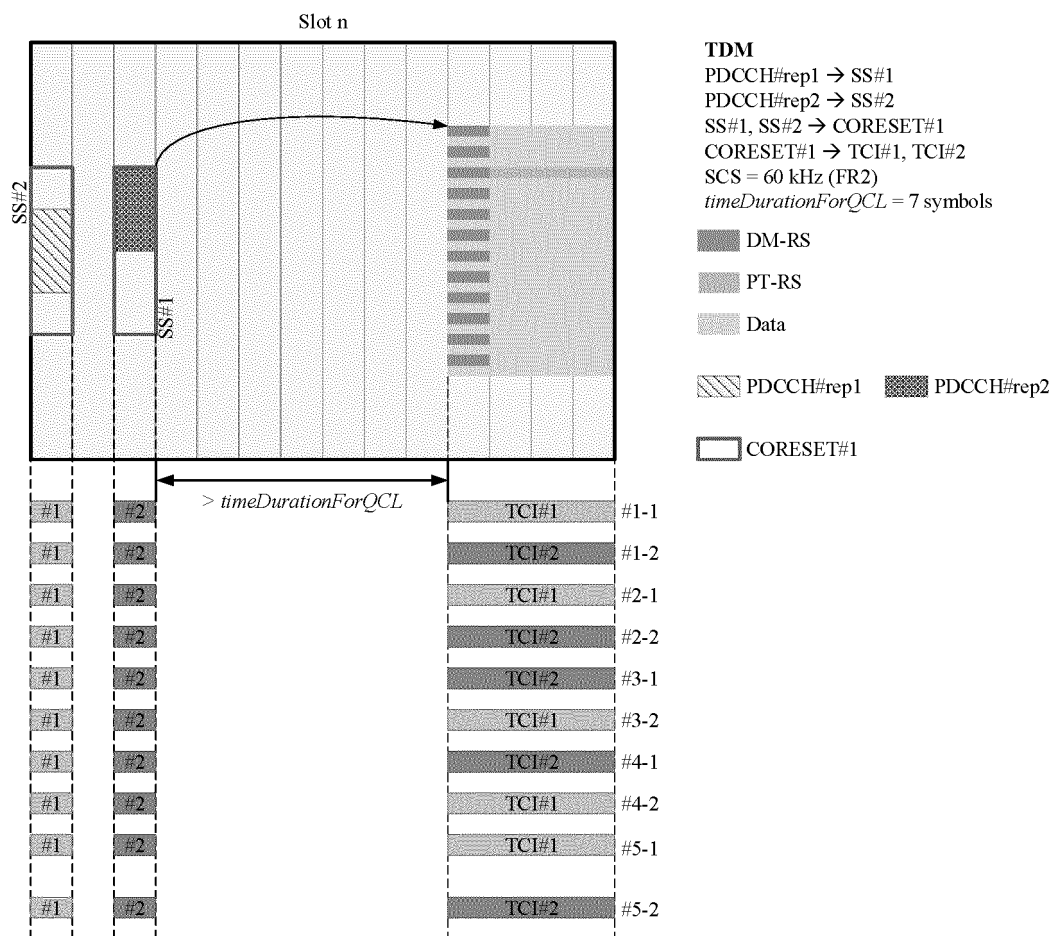 Slot n
SS#2
SS#1
TDM
PDCCH#rep1 → SS#1
PDCCH#rep2 → SS#2
SS#1, SS#2 → CORESET#1
CORESET#1 → TCI#1, TCI#2
SCS = 60 kHz (FR2)
timeDurationForQCL = 7 symbols
DM-RS
PT-RS
Data
PDCCH#rep1 PDCCH#rep2
CORESET#1
> timeDurationForQCL
#1 #2 TCI#1 #1-1
#1 #2 TCI#2 #1-2
#1 #2 TCI#1 #2-1
#1 #2 TCI#2 #2-2
#1 #2 TCI#2 #3-1
#1 #2 TCI#1 #3-2
#1 #2 TCI#2 #4-1
#1 #2 TCI#1 #4-2
#1 #2 TCI#1 #5-1
#1 #2 TCI#2 #5-2